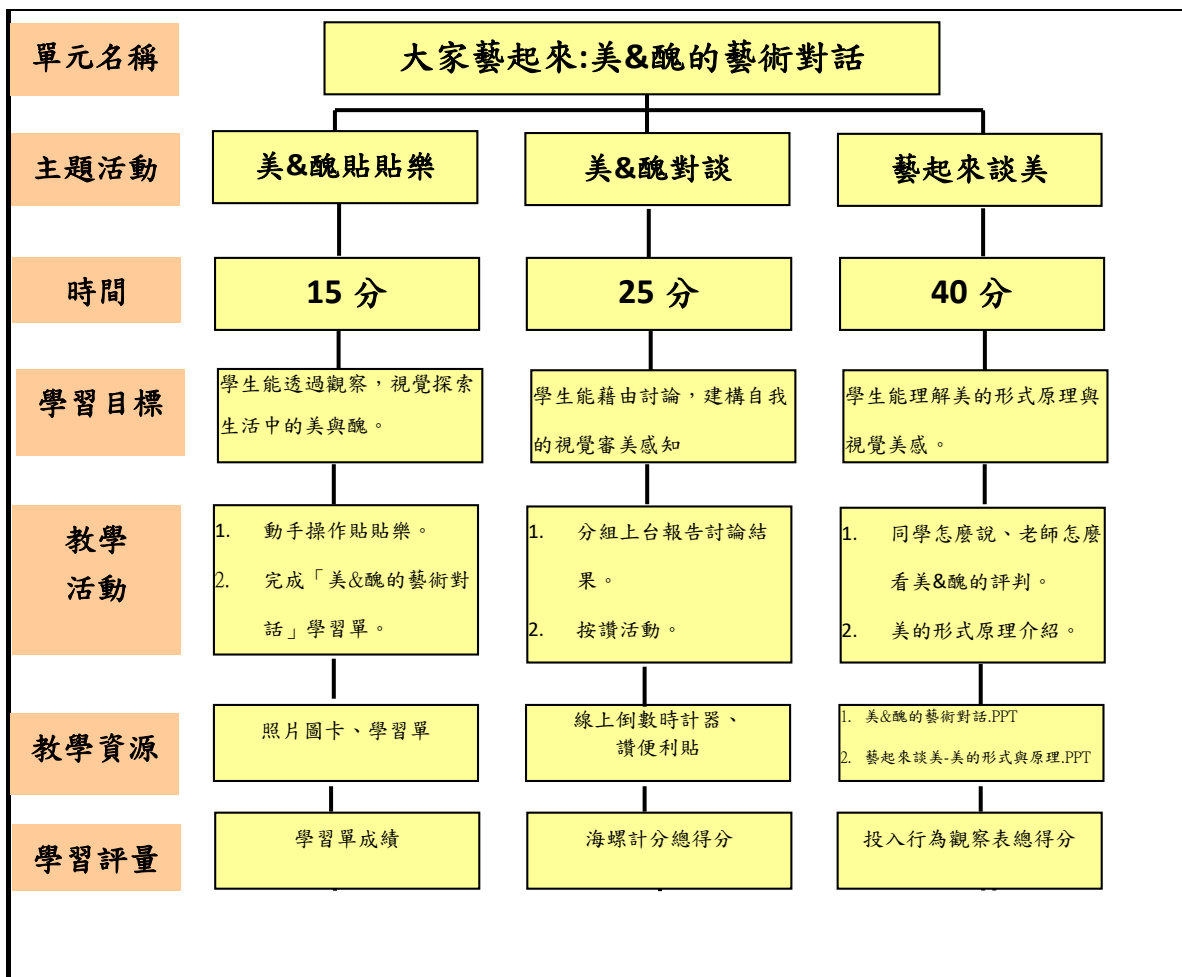 單元名稱
大家藝起來:美&醜的藝術對話
主題活動
美&醜貼貼樂
美&醜對談
藝起來談美
時間
15 分
25 分
40 分
學習目標
學生能透過觀察，視覺探索
生活中的美與醜。
學生能藉由討論，建構自我
的視覺審美感知
學生能理解美的形式原理與
視覺美感。
教學
活動
1. 動手操作貼貼樂。
2. 完成「美&醜的藝術對
話」學習單。
1. 分組上台報告討論結
果。
2. 按讚活動。
1. 同學怎麼說、老師怎麼
看美&醜的評判。
2. 美的形式原理介紹。
教學資源
照片圖卡、學習單
線上倒數時計器、
讚便利貼
1. 美&醜的藝術對話.PPT
2. 藝起來談美-美的形式與原理.PPT
學習評量
學習單成績
海螺計分總得分
投入行為觀察表總得分